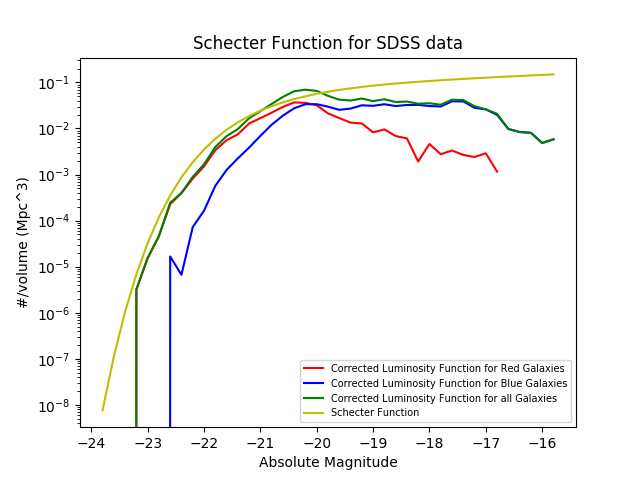 Schecter Function for SDSS data
#/volume (Mpc^3)
10⁻¹
10⁻²
10⁻³
10⁻⁴
10⁻⁵
10⁻⁶
10⁻⁷
10⁻⁸
Corrected Luminosity Function for Red Galaxies
Corrected Luminosity Function for Blue Galaxies
Corrected Luminosity Function for all Galaxies
Schecter Function
−24 −23 −22 −21 −20 −19 −18 −17 −16
Absolute Magnitude